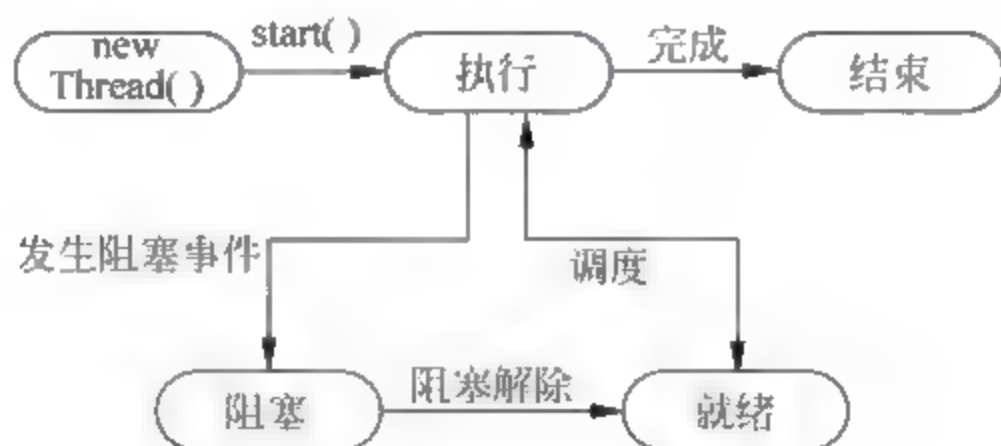 new
Thread( )
start( )
执行
完成
结束
发生阻塞事件
调度
阻塞
阻塞解除
就绪